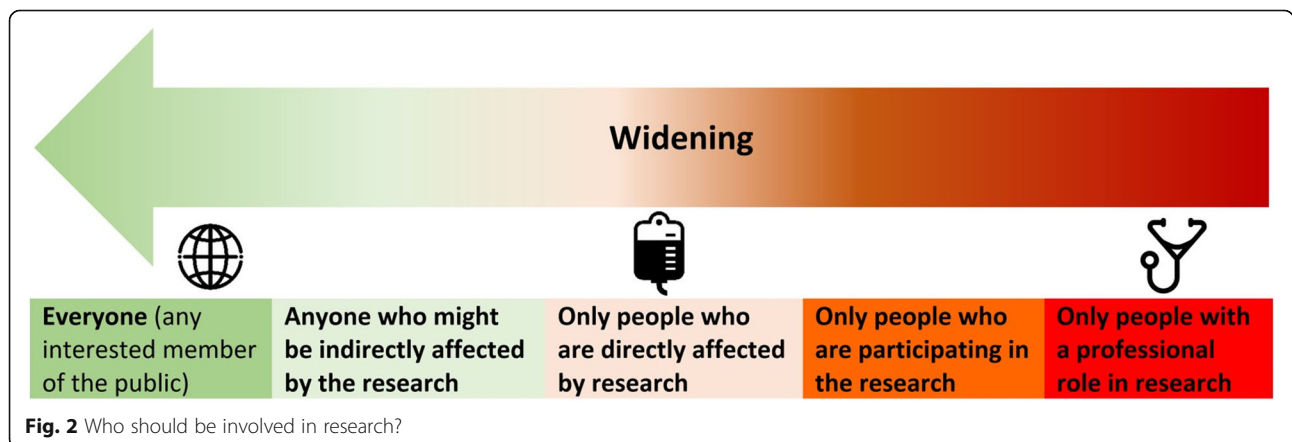 Widening
Everyone (any
interested member
of the public)
Anyone who might
be indirectly affected
by the research
Only people who
are directly affected
by research
Only people who
are participating in
the research
Only people with
a professional
role in research
Fig. 2 Who should be involved in research?